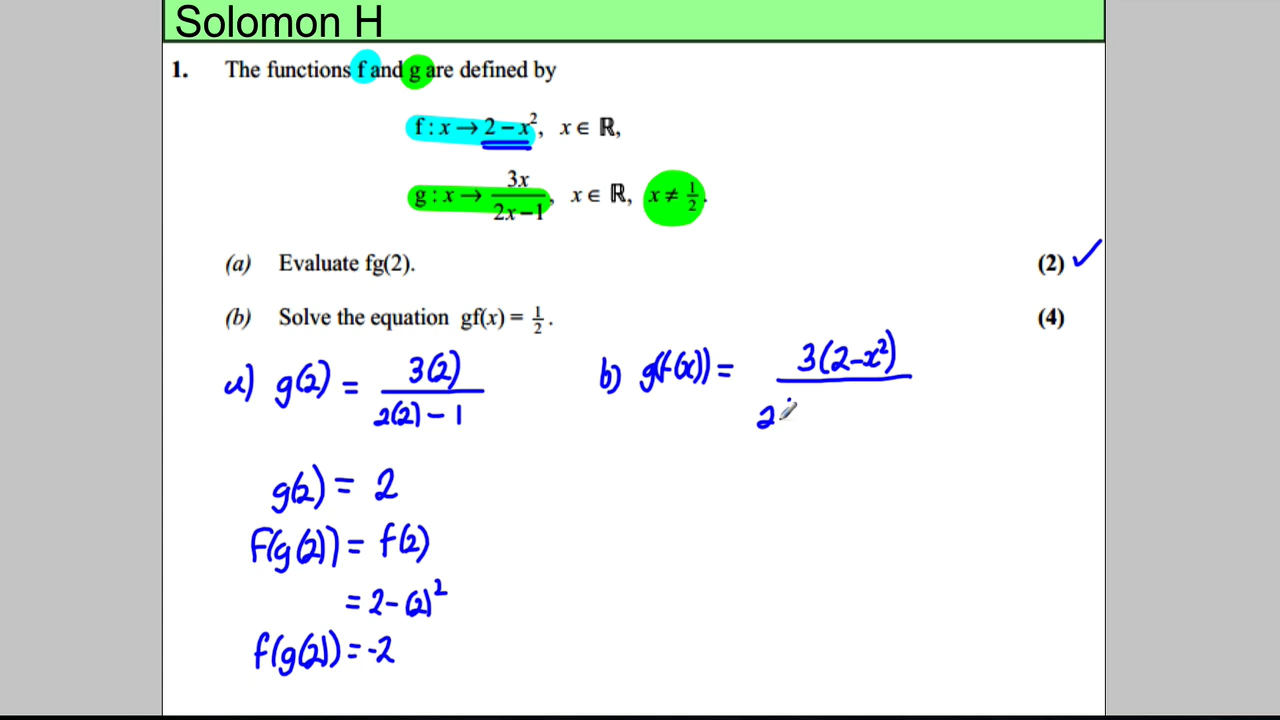 Solomon H
1. The functions f and g are defined by
f : x → 2 – x², x ∈ ℝ,
g : x → 3x/(2x – 1), x ∈ ℝ, x ≠ 1/2.
(a) Evaluate fg(2). (2) ✓
(b) Solve the equation gf(x) = 1/2. (4)
a) g(2) = 3(2)/(2(2) – 1)
g(2) = 2
f(g(2)) = f(2)
= 2 – (2)²
f(g(2)) = -2
b) g(f(x)) = 3(2 – x²)
2